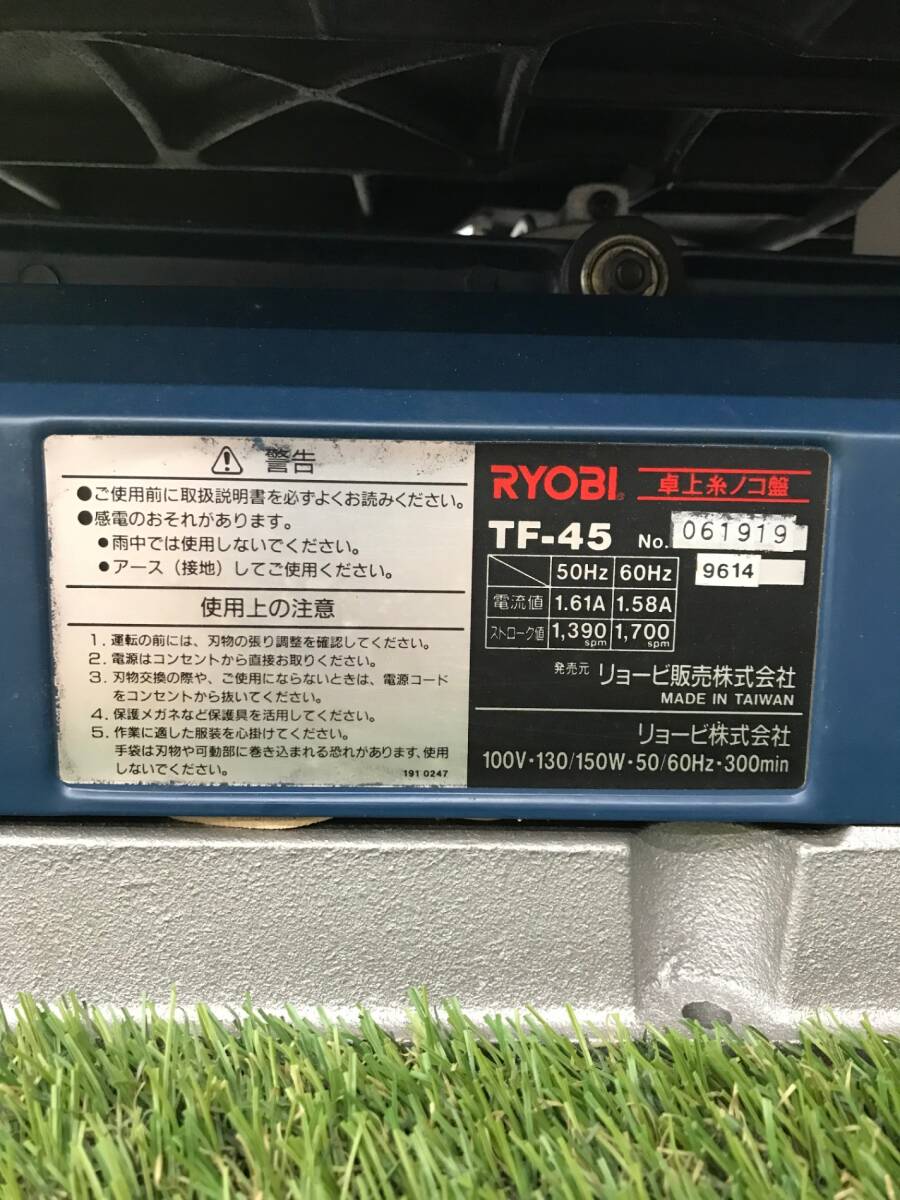 警告
●ご使用前に取扱説明書を必ずよくお読みください。
●感電のおそれがあります。
●雨中では使用しないでください。
●アース（接地）してご使用ください。
使用上の注意
1. 運転の前には、刃物の張り調整を確認してください。
2. 電源はコンセントから直接お取りください。
3. 刃物交換の際や、ご使用にならないときは、電源コード
をコンセントから抜いてください。
4. 保護メガネなど保護具を活用してください。
5. 作業に適した服装を心掛けてください。
手袋は刃物や可動部に巻き込まれる恐れがあります、使用
しないでください。
191 0247
RYOBI® 卓上糸ノコ盤
TF-45 No. 061919
9614
50Hz 60Hz
電流値 1.61A 1.58A
ストローク値 1,390spm 1,700spm
発売元 リョービ販売株式会社
MADE IN TAIWAN
リョービ株式会社
100V・130/150W・50/60Hz・300min